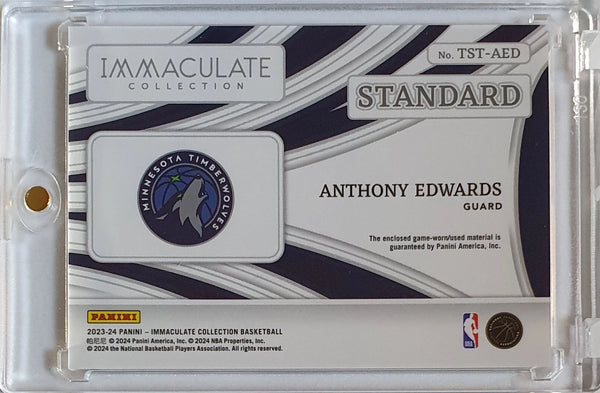 IMMACULATE
COLLECTION
No. TST-AED
STANDARD
MINNESOTA TIMBERWOLVES
ANTHONY EDWARDS
GUARD
The enclosed game-worn/used material is
guaranteed by Panini America, Inc.
PANINI
2023-24 PANINI – IMMACULATE COLLECTION BASKETBALL
帕尼尼 © 2024 Panini America, Inc. © 2024 NBA Properties, Inc.
© 2024 the National Basketball Players Association. All rights reserved.
NBA